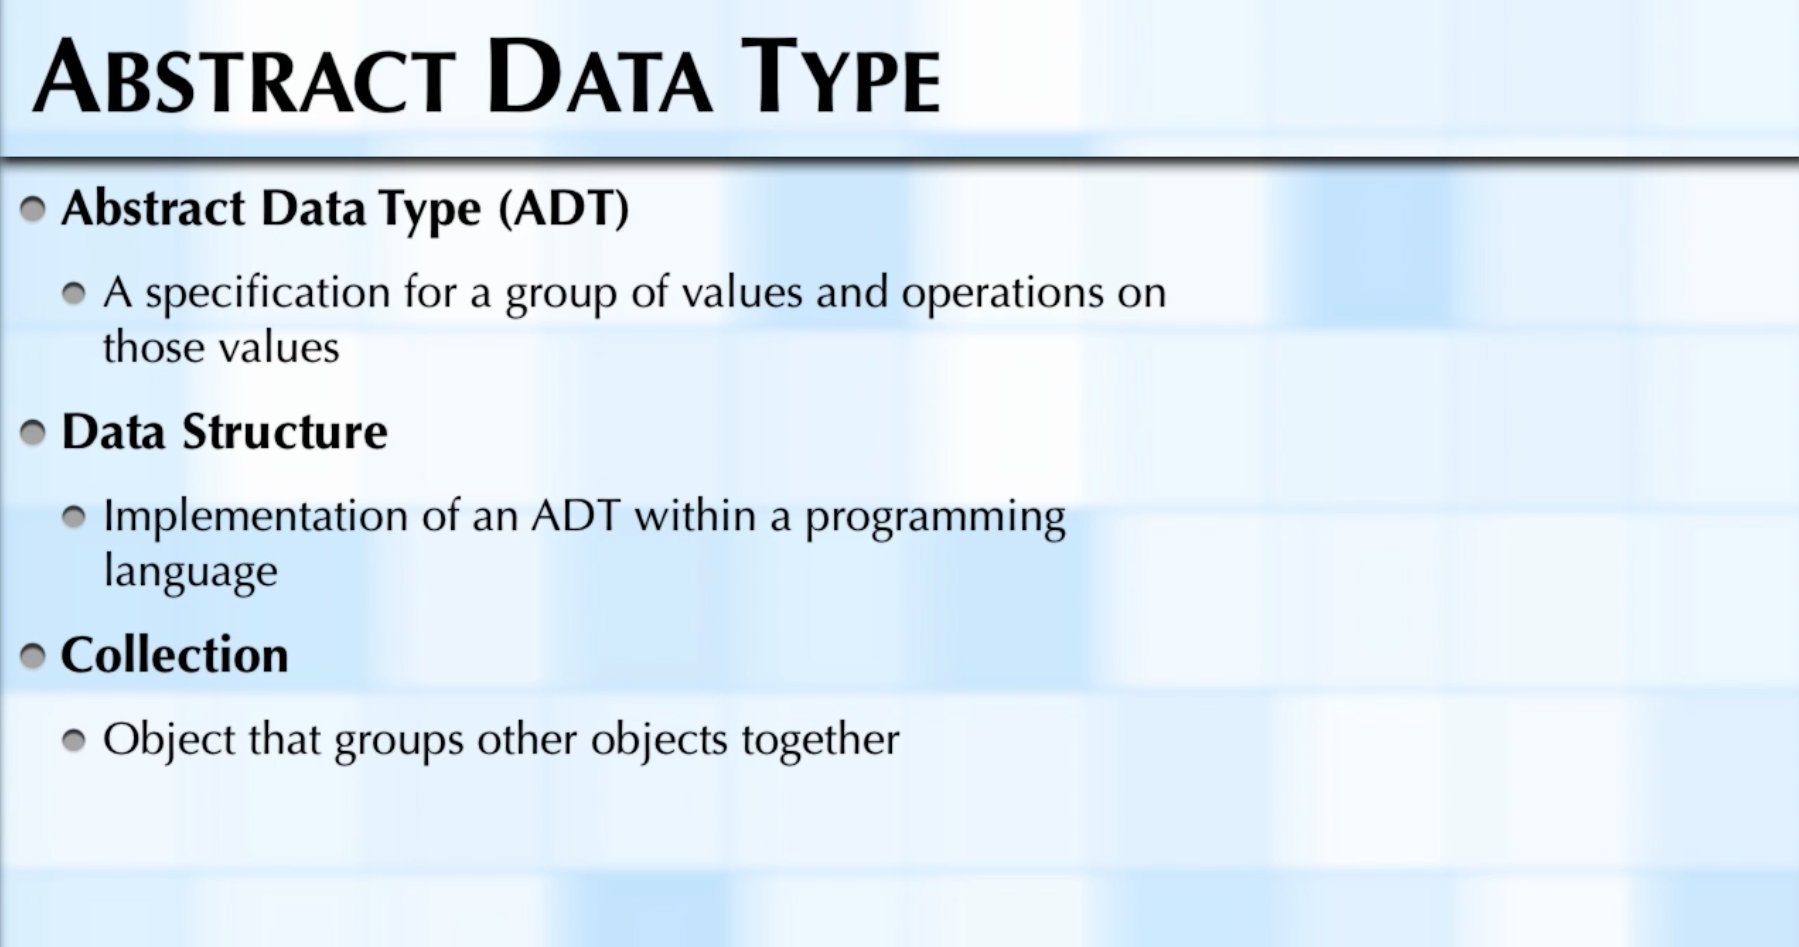 ABSTRACT DATA TYPE
Abstract Data Type (ADT)
A specification for a group of values and operations on
those values
Data Structure
Implementation of an ADT within a programming
language
Collection
Object that groups other objects together